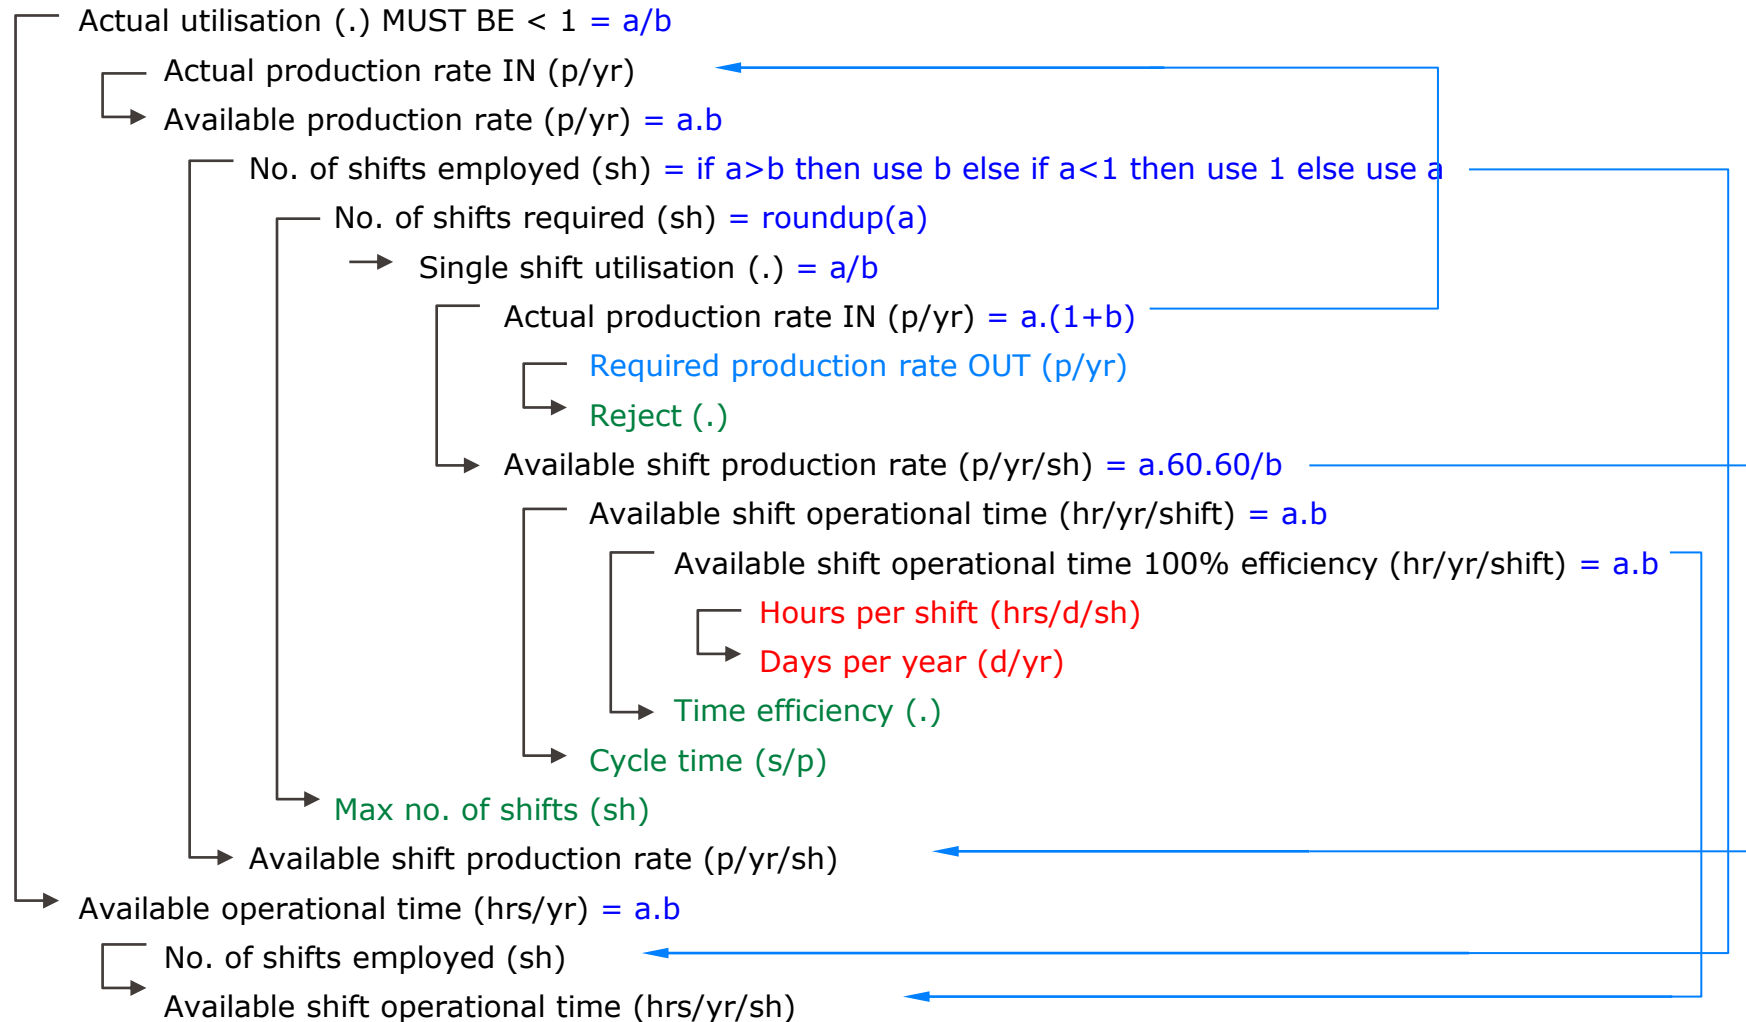 Actual utilisation (.) MUST BE < 1 = a/b
Actual production rate IN (p/yr)
Available production rate (p/yr) = a.b
No. of shifts employed (sh) = if a>b then use b else if a<1 then use 1 else use a
No. of shifts required (sh) = roundup(a)
Single shift utilisation (.) = a/b
Actual production rate IN (p/yr) = a.(1+b)
Required production rate OUT (p/yr)
Reject (.)
Available shift production rate (p/yr/sh) = a.60.60/b
Available shift operational time (hr/yr/shift) = a.b
Available shift operational time 100% efficiency (hr/yr/shift) = a.b
Hours per shift (hrs/d/sh)
Days per year (d/yr)
Time efficiency (.)
Cycle time (s/p)
Max no. of shifts (sh)
Available shift production rate (p/yr/sh)
Available operational time (hrs/yr) = a.b
No. of shifts employed (sh)
Available shift operational time (hrs/yr/sh)